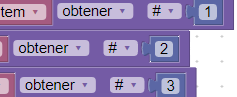 tem obtener # 1
obtener # 2
obtener # 3